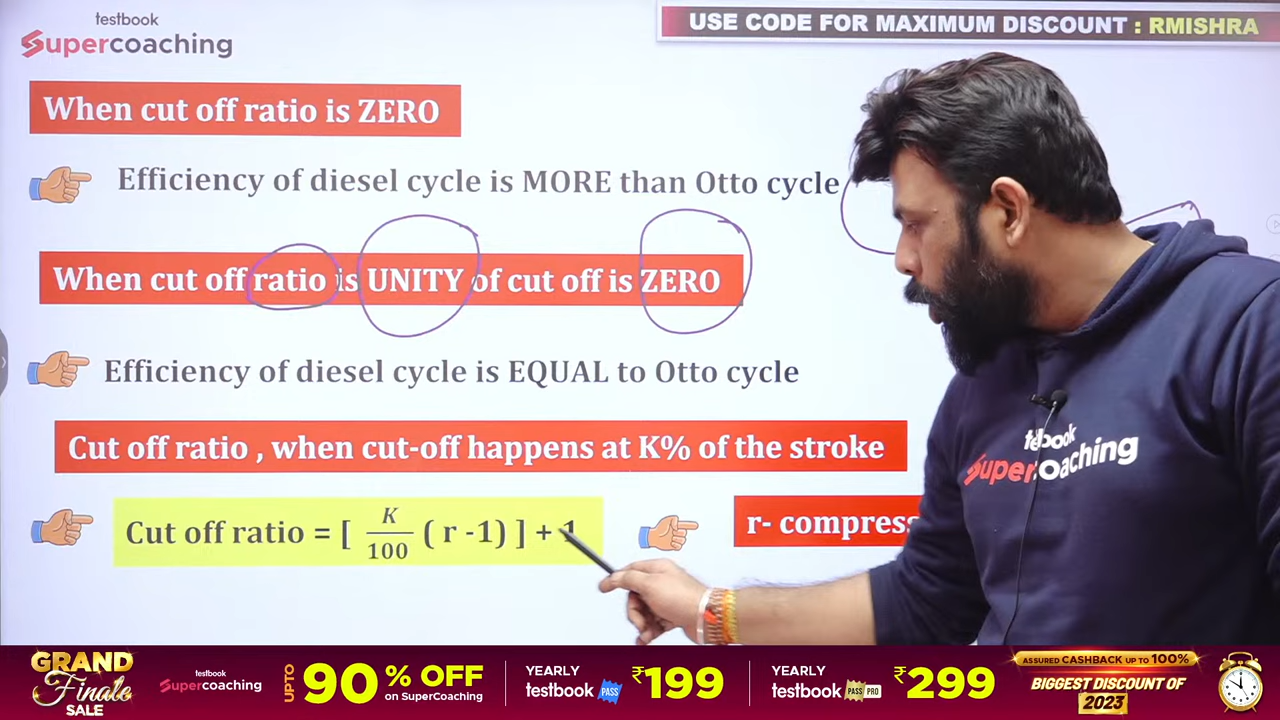 testbook
Supercoaching
USE CODE FOR MAXIMUM DISCOUNT : RMISHRA
When cut off ratio is ZERO
Efficiency of diesel cycle is MORE than Otto cycle
When cut off ratio is UNITY of cut off is ZERO
Efficiency of diesel cycle is EQUAL to Otto cycle
Cut off ratio , when cut-off happens at K% of the stroke
Cut off ratio = [ K/100 ( r -1) ] + 1
r- compress
testbook
Supercoaching
GRAND
Finale
SALE
testbook
Supercoaching
UPTO 90 % OFF
on SuperCoaching
YEARLY
testbook PASS
₹199
YEARLY
testbook PASS PRO
₹299
ASSURED CASHBACK UP TO 100%
BIGGEST DISCOUNT OF
2023